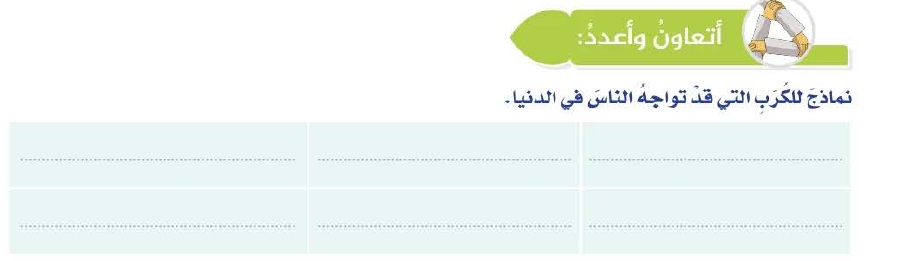 أتعاونُ وأعددُ:
نماذجَ للكُرَبِ التي قدْ تواجهُ الناسَ في الدنيا.